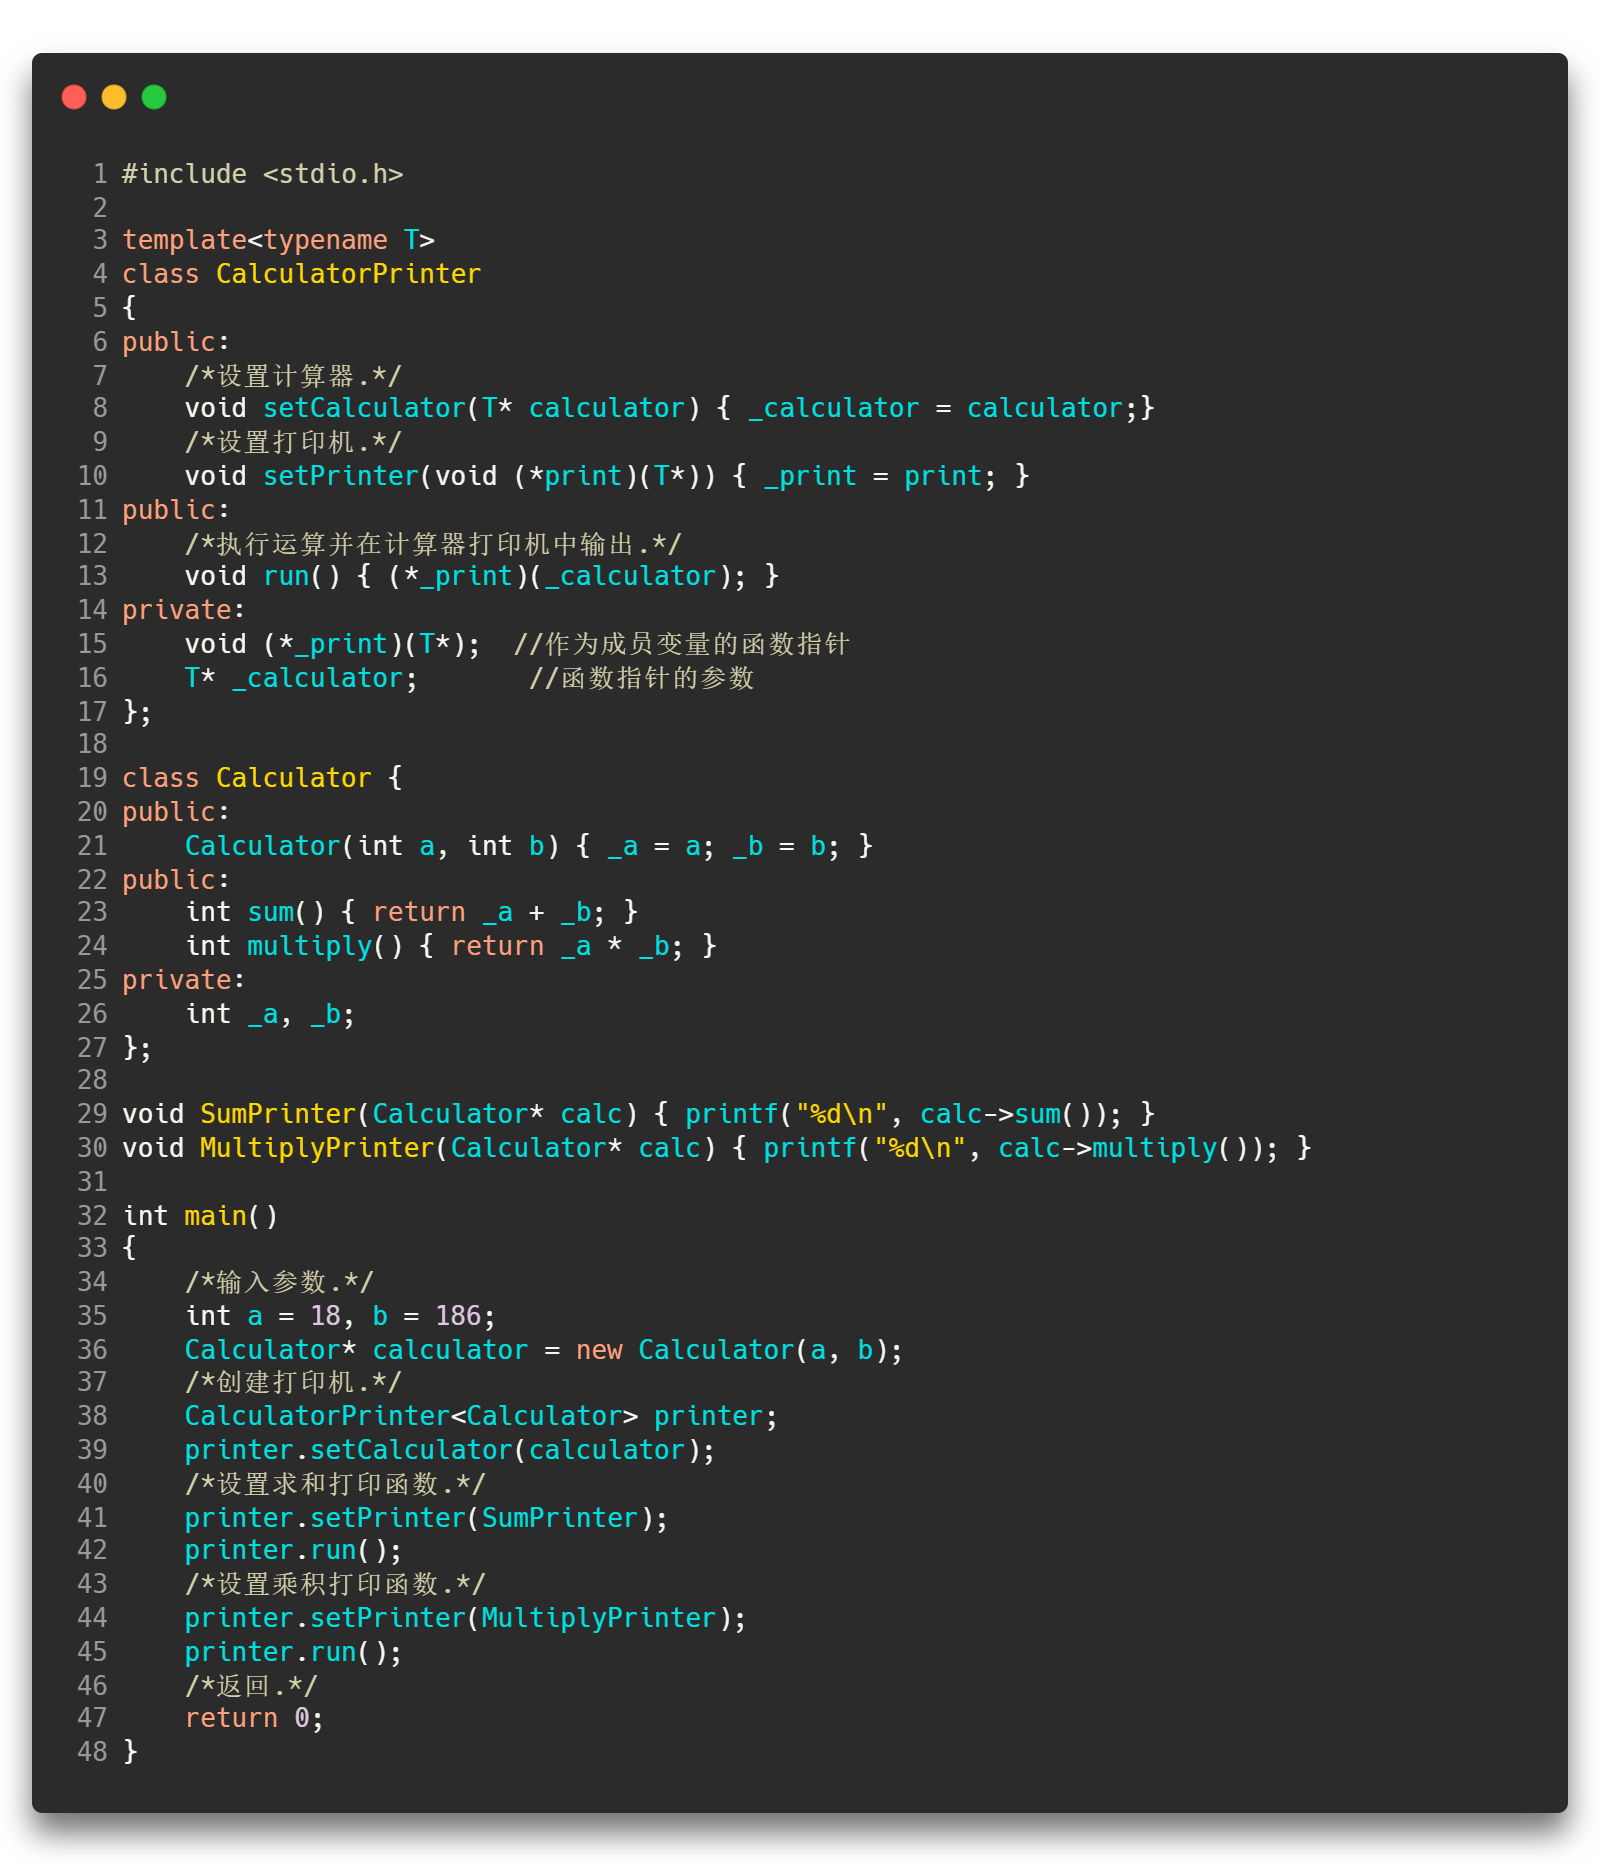 1 #include <stdio.h>
2
3 template<typename T>
4 class CalculatorPrinter
5 {
6 public:
7     /*设置计算器.*/
8     void setCalculator(T* calculator) { _calculator = calculator;}
9     /*设置打印机.*/
10     void setPrinter(void (*print)(T*)) { _print = print; }
11 public:
12     /*执行运算并在计算器打印机中输出.*/
13     void run() { (*_print)(_calculator); }
14 private:
15     void (*_print)(T*);  //作为成员变量的函数指针
16     T* _calculator;       //函数指针的参数
17 };
18
19 class Calculator {
20 public:
21     Calculator(int a, int b) { _a = a; _b = b; }
22 public:
23     int sum() { return _a + _b; }
24     int multiply() { return _a * _b; }
25 private:
26     int _a, _b;
27 };
28
29 void SumPrinter(Calculator* calc) { printf("%d\n", calc->sum()); }
30 void MultiplyPrinter(Calculator* calc) { printf("%d\n", calc->multiply()); }
31
32 int main()
33 {
34     /*输入参数.*/
35     int a = 18, b = 186;
36     Calculator* calculator = new Calculator(a, b);
37     /*创建打印机.*/
38     CalculatorPrinter<Calculator> printer;
39     printer.setCalculator(calculator);
40     /*设置求和打印函数.*/
41     printer.setPrinter(SumPrinter);
42     printer.run();
43     /*设置乘积打印函数.*/
44     printer.setPrinter(MultiplyPrinter);
45     printer.run();
46     /*返回.*/
47     return 0;
48 }